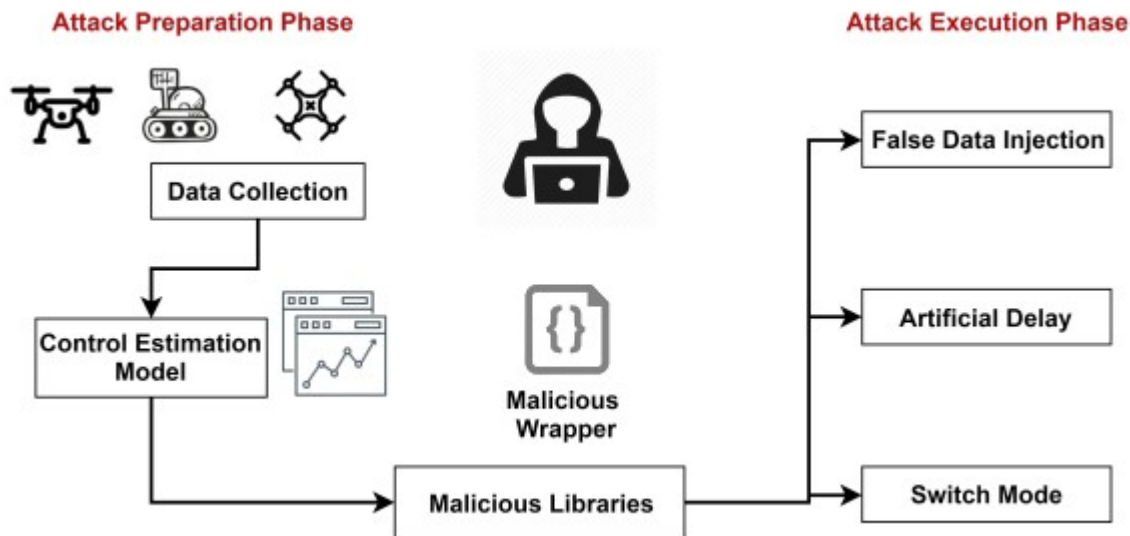 Attack Preparation Phase
Attack Execution Phase
Data Collection
False Data Injection
Control Estimation
Model
Artificial Delay
Malicious
Wrapper
Malicious Libraries
Switch Mode